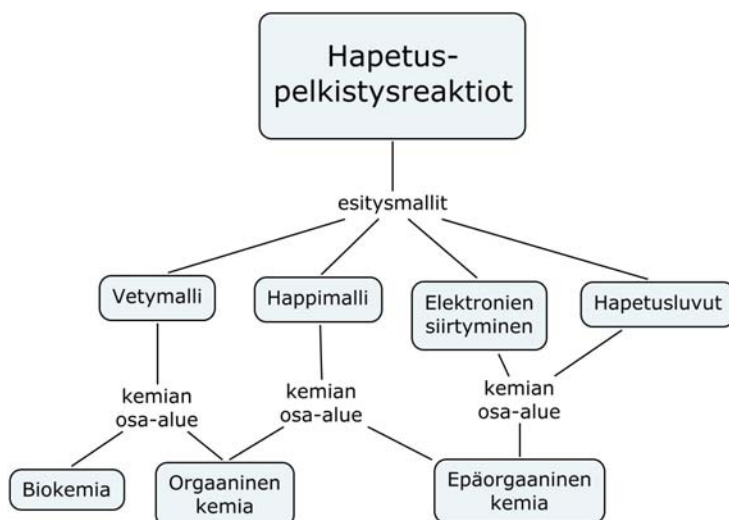 Hapetus-
pelkistysreaktiot
esitysmallit
Vetymalli
Happimalli
Elektronien
siirtyminen
Hapetusluvut
kemian
osa-alue
kemian
osa-alue
kemian
osa-alue
Biokemia
Orgaaninen
kemia
Epäorgaaninen
kemia